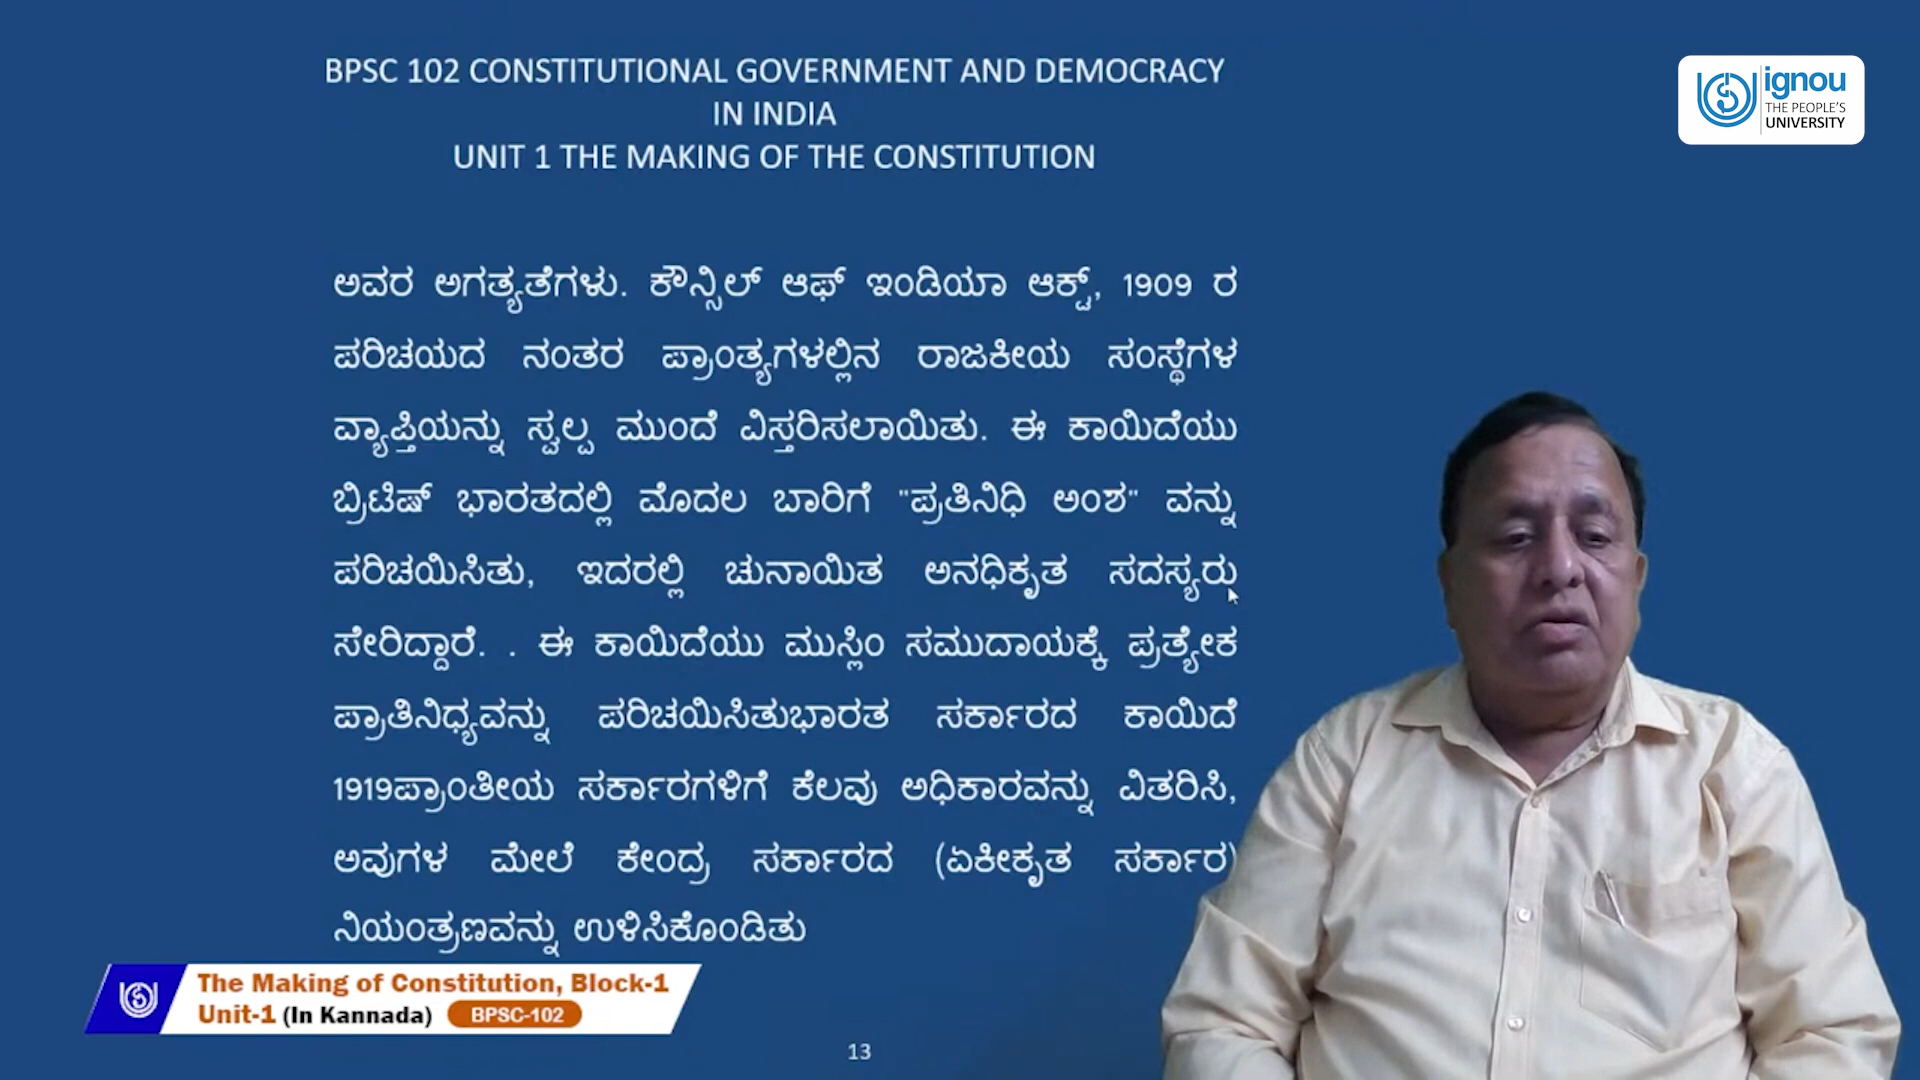 BPSC 102 CONSTITUTIONAL GOVERNMENT AND DEMOCRACY
IN INDIA
UNIT 1 THE MAKING OF THE CONSTITUTION
ignou
THE PEOPLE'S
UNIVERSITY
ಅವರ ಅಗತ್ಯತೆಗಳು. ಕೌನ್ಸಿಲ್ ಆಫ್ ಇಂಡಿಯಾ ಆಕ್ಟ್, 1909 ರ
ಪರಿಚಯದ ನಂತರ ಪ್ರಾಂತ್ಯಗಳಲ್ಲಿನ ರಾಜಕೀಯ ಸಂಸ್ಥೆಗಳ
ವ್ಯಾಪ್ತಿಯನ್ನು ಸ್ವಲ್ಪ ಮುಂದೆ ವಿಸ್ತರಿಸಲಾಯಿತು. ಈ ಕಾಯಿದೆಯು
ಬ್ರಿಟಿಷ್ ಭಾರತದಲ್ಲಿ ಮೊದಲ ಬಾರಿಗೆ "ಪ್ರತಿನಿಧಿ ಅಂಶ" ವನ್ನು
ಪರಿಚಯಿಸಿತು, ಇದರಲ್ಲಿ ಚುನಾಯಿತ ಅನಧಿಕೃತ ಸದಸ್ಯರು
ಸೇರಿದ್ದಾರೆ. . ಈ ಕಾಯಿದೆಯು ಮುಸ್ಲಿಂ ಸಮುದಾಯಕ್ಕೆ ಪ್ರತ್ಯೇಕ
ಪ್ರಾತಿನಿಧ್ಯವನ್ನು ಪರಿಚಯಿಸಿತುಭಾರತ ಸರ್ಕಾರದ ಕಾಯಿದೆ
1919ಪ್ರಾಂತೀಯ ಸರ್ಕಾರಗಳಿಗೆ ಕೆಲವು ಅಧಿಕಾರವನ್ನು ವಿತರಿಸಿ,
ಅವುಗಳ ಮೇಲೆ ಕೇಂದ್ರ ಸರ್ಕಾರದ (ಏಕೀಕೃತ ಸರ್ಕಾರ)
ನಿಯಂತ್ರಣವನ್ನು ಉಳಿಸಿಕೊಂಡಿತು
The Making of Constitution, Block-1
Unit-1 (In Kannada) BPSC-102
13